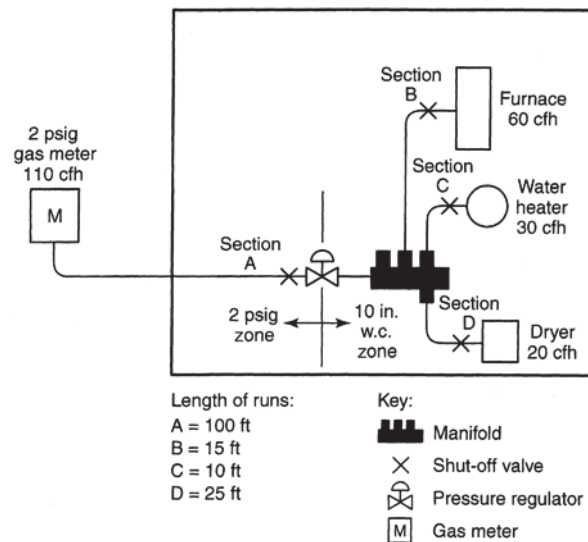 Section
B
Furnace
60 cfh
2 psig
gas meter
110 cfh
M
Section
C
Water
heater
30 cfh
Section
A
2 psig
zone
10 in.
w.c.
zone
Section
D
Dryer
20 cfh
Length of runs:
A = 100 ft
B = 15 ft
C = 10 ft
D = 25 ft
Key:
Manifold
Shut-off valve
Pressure regulator
M Gas meter